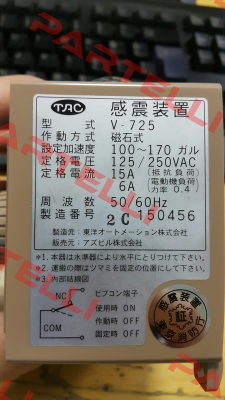 TAC 感震装置
型式 V-725
作動方式 磁石式
設定加速度 100~170 ガル
定格電圧 125/250VAC
定格電流 15A (抵抗負荷)
6A (電動機負荷 力率 0.4)
周波数 50/60Hz
製造番号 2C 150456
製造元：東洋オートメーション株式会社
販売元：アズビル株式会社
*1. 本器は水準器により水平にとりつけて下さい。
*2. 運搬の際はツマミを固定の位置にして下さい。
*3. 内部結線図
NC
COM
ピブコン端子
使用時 ON
作動時 OFF
固定時 OFF
感震装置
証
PARTELLI